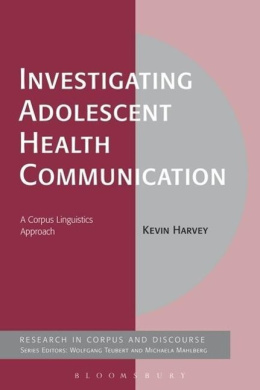 INVESTIGATING
ADOLESCENT
HEALTH
COMMUNICATION
A Corpus Linguistics
Approach
KEVIN HARVEY
RESEARCH IN CORPUS AND DISCOURSE
SERIES EDITORS: WOLFGANG TEUBERT AND MICHAELA MAHLBERG
BLOOMSBURY